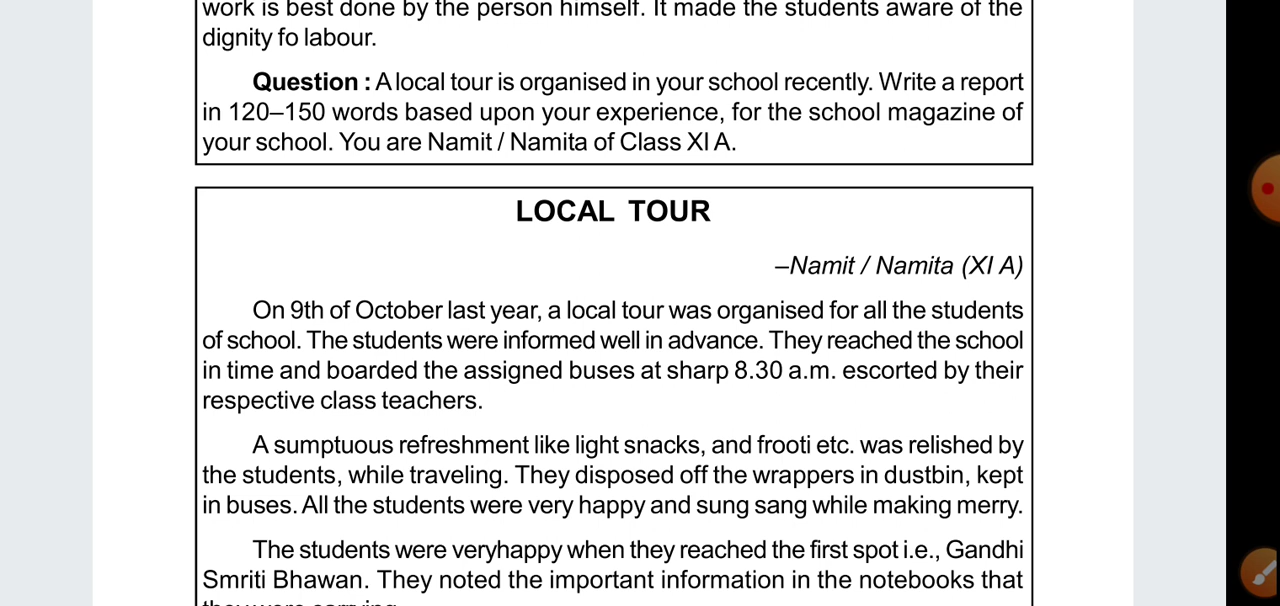 work is best done by the person himself. It made the students aware of the
dignity fo labour.
Question : A local tour is organised in your school recently. Write a report
in 120–150 words based upon your experience, for the school magazine of
your school. You are Namit / Namita of Class XI A.
LOCAL TOUR
–Namit / Namita (XI A)
On 9th of October last year, a local tour was organised for all the students
of school. The students were informed well in advance. They reached the school
in time and boarded the assigned buses at sharp 8.30 a.m. escorted by their
respective class teachers.
A sumptuous refreshment like light snacks, and frooti etc. was relished by
the students, while traveling. They disposed off the wrappers in dustbin, kept
in buses. All the students were very happy and sung sang while making merry.
The students were veryhappy when they reached the first spot i.e., Gandhi
Smriti Bhawan. They noted the important information in the notebooks that
they were carrying.